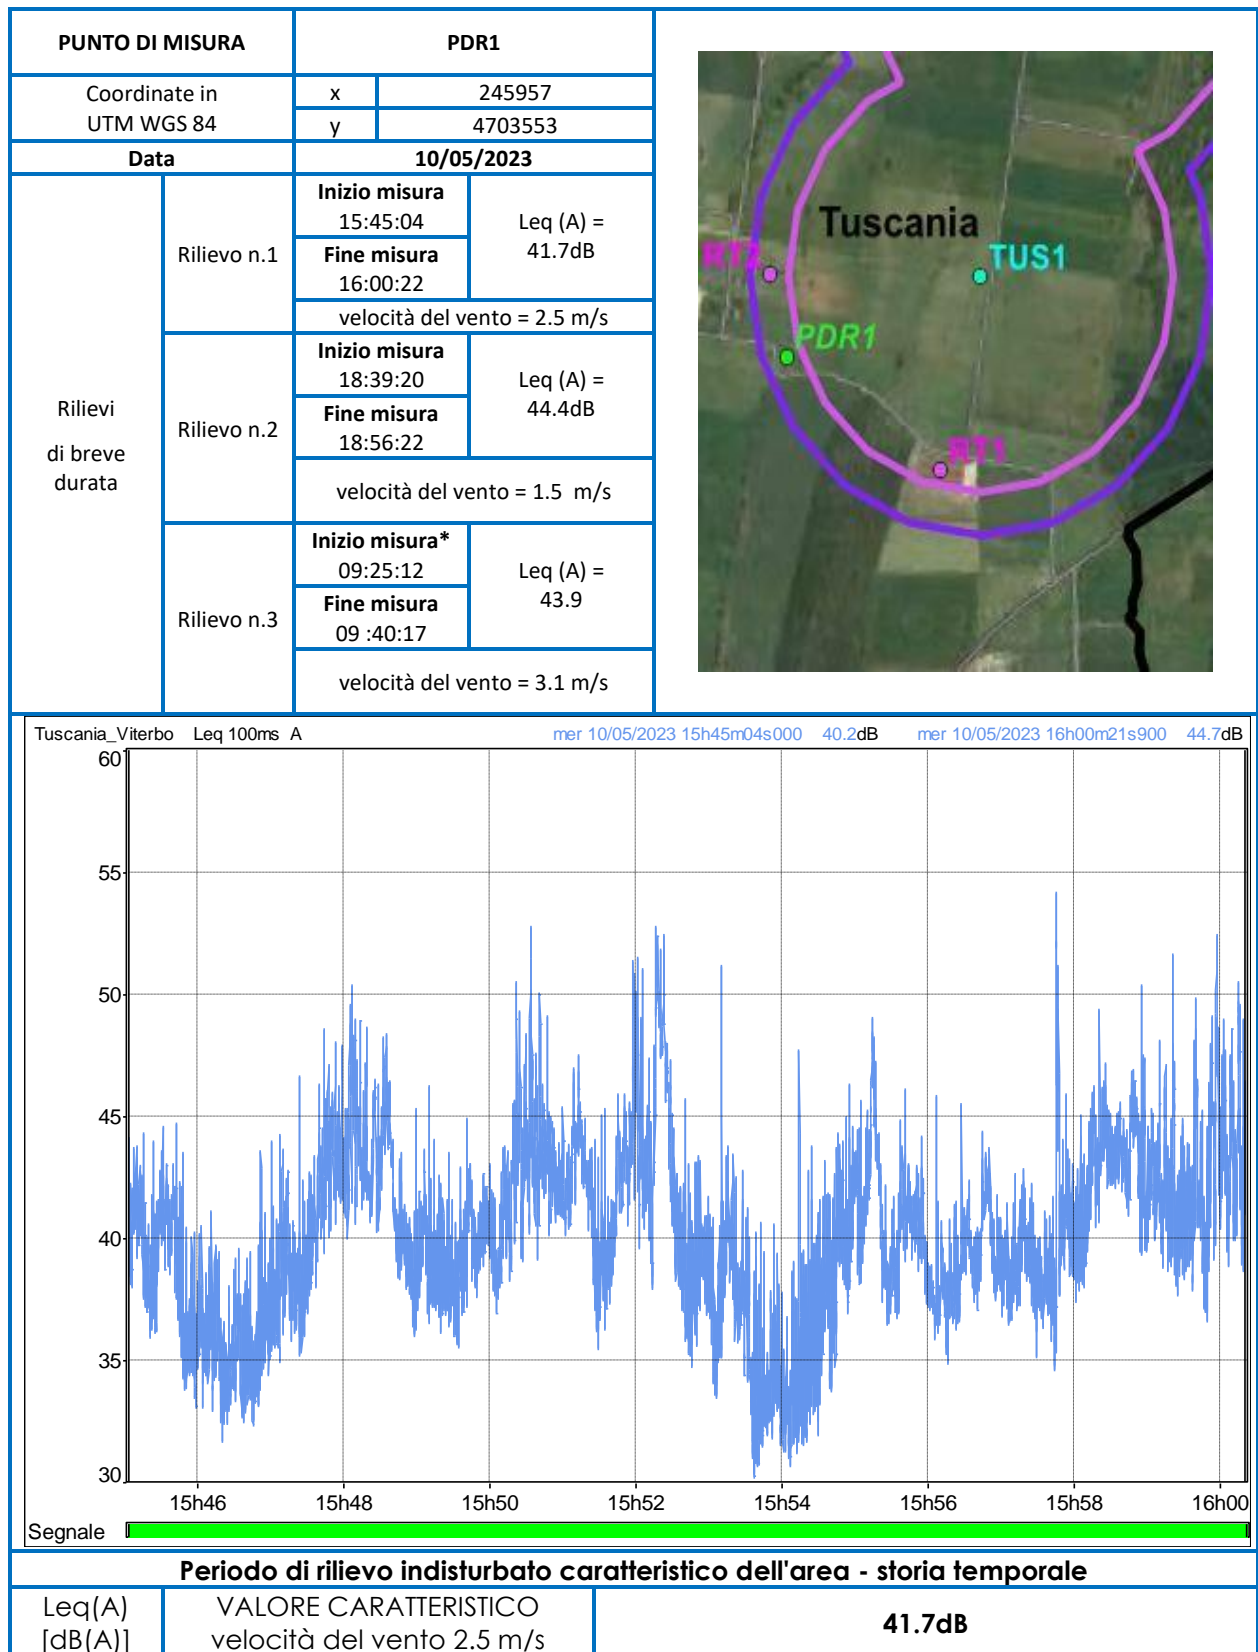 PUNTO DI MISURA
PDR1
Coordinate in
UTM WGS 84
x
245957
y
4703553
Data
10/05/2023
Rilievi
di breve
durata
Rilievo n.1
Inizio misura
15:45:04
Fine misura
16:00:22
Leq (A) =
41.7dB
velocità del vento = 2.5 m/s
Rilievo n.2
Inizio misura
18:39:20
Fine misura
18:56:22
Leq (A) =
44.4dB
velocità del vento = 1.5 m/s
Rilievo n.3
Inizio misura*
09:25:12
Fine misura
09 :40:17
Leq (A) =
43.9
velocità del vento = 3.1 m/s
Tuscania
TUS1
PDR1
RT1
Tuscania_Viterbo Leq 100ms A mer 10/05/2023 15h45m04s000 40.2dB mer 10/05/2023 16h00m21s900 44.7dB
60
55
50
45
40
35
30
15h46 15h48 15h50 15h52 15h54 15h56 15h58 16h00
Segnale
Periodo di rilievo indisturbato caratteristico dell'area - storia temporale
Leq(A)
[dB(A)]
VALORE CARATTERISTICO
velocità del vento 2.5 m/s
41.7dB